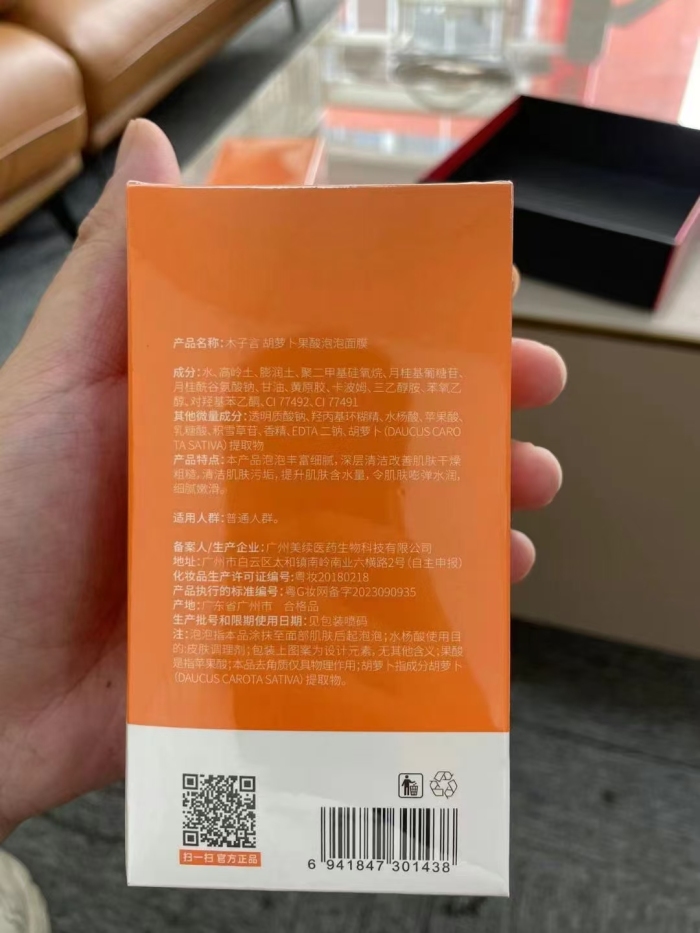 产品名称：木子言 胡萝卜果酸泡泡面膜
成分：水、高岭土、膨润土、聚二甲基硅氧烷、月桂基葡糖苷、
月桂酰谷氨酸钠、甘油、黄原胶、卡波姆、三乙醇胺、苯氧乙
醇、对羟基苯乙酮、CI 77492、CI 77491
其他微量成分：透明质酸钠、羟丙基环糊精、水杨酸、苹果酸、
乳糖酸、积雪草苷、香精、EDTA 二钠、胡萝卜（DAUCUS CARO
TA SATIVA）提取物
产品特点：本产品泡泡丰富细腻，深层清洁改善肌肤干燥
粗糙。清洁肌肤污垢，提升肌肤含水量，令肌肤嘭弹水润，
细腻嫩滑。
适用人群：普通人群。
备案人/生产企业：广州美续医药生物科技有限公司
地址：广州市白云区太和镇南岭南业六横路2号（自主申报）
化妆品生产许可证编号：粤妆20180218
产品执行的标准编号：粤G妆网备字2023090935
产地：广东省广州市 合格品
生产批号和限期使用日期：见包装喷码
注：泡泡指本品涂抹至面部肌肤后起泡泡；水杨酸使用目
的：皮肤调理剂；包装上图案为设计元素，无其他含义；果酸
是指苹果酸；本品去角质仅具物理作用；胡萝卜指成分胡萝卜
（DAUCUS CAROTA SATIVA）提取物。
扫一扫 官方正品
6 941847 301438